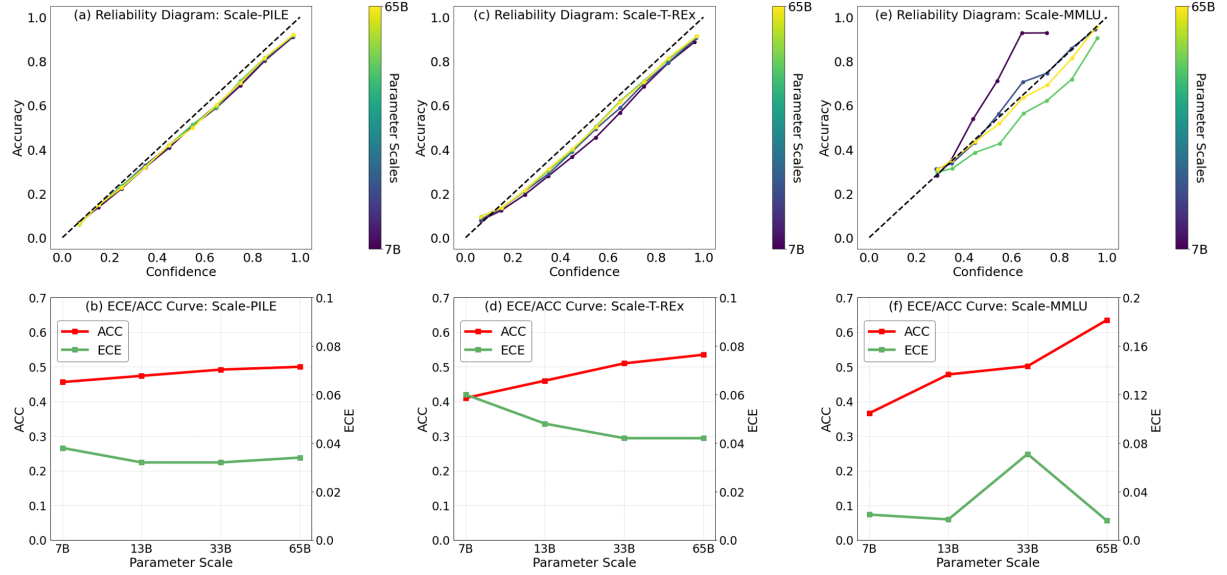 (a) Reliability Diagram: Scale-PILE
1.0
0.8
0.6
0.4
0.2
0.0
Accuracy
0.0 0.2 0.4 0.6 0.8 1.0
Confidence
65B
Parameter Scales
7B
(c) Reliability Diagram: Scale-T-REx
1.0
0.8
0.6
0.4
0.2
0.0
Accuracy
0.0 0.2 0.4 0.6 0.8 1.0
Confidence
65B
Parameter Scales
7B
(e) Reliability Diagram: Scale-MMLU
1.0
0.8
0.6
0.4
0.2
0.0
Accuracy
0.0 0.2 0.4 0.6 0.8 1.0
Confidence
65B
Parameter Scales
7B
(b) ECE/ACC Curve: Scale-PILE
ACC
ECE
0.7
0.6
0.5
0.4
0.3
0.2
0.1
0.0
ACC
0.1
0.08
0.06
0.04
0.02
0.00
ECE
7B 13B 33B 65B
Parameter Scale
(d) ECE/ACC Curve: Scale-T-REx
ACC
ECE
0.7
0.6
0.5
0.4
0.3
0.2
0.1
0.0
ACC
0.1
0.08
0.06
0.04
0.02
0.00
ECE
7B 13B 33B 65B
Parameter Scale
(f) ECE/ACC Curve: Scale-MMLU
ACC
ECE
0.7
0.6
0.5
0.4
0.3
0.2
0.1
0.0
ACC
0.2
0.16
0.12
0.08
0.04
0.00
ECE
7B 13B 33B 65B
Parameter Scale